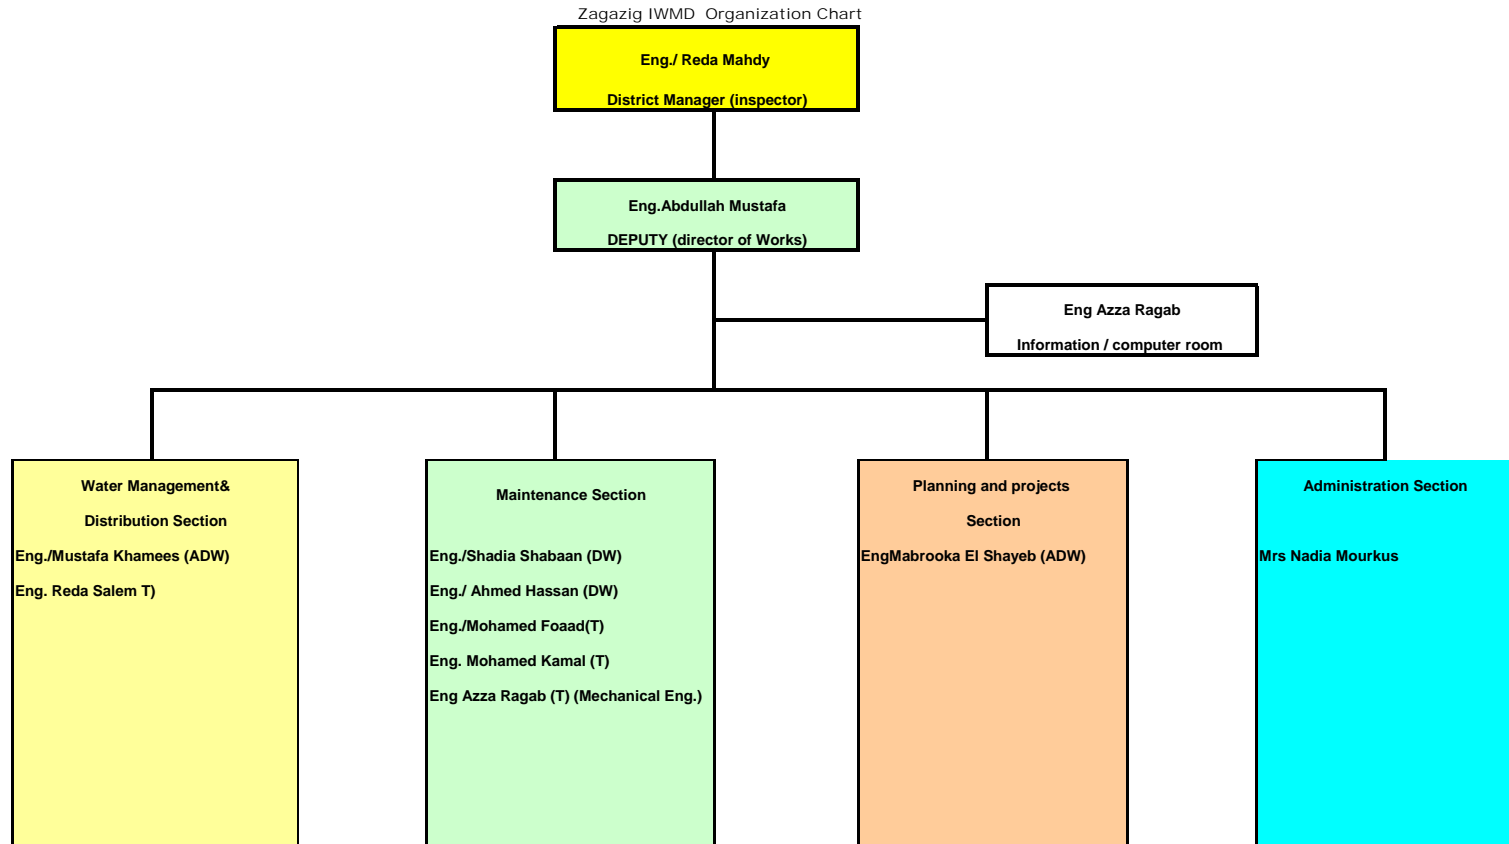 Zagazig IWMD  Organization Chart
Eng./ Reda Mahdy
District Manager (inspector)
Eng.Abdullah Mustafa
DEPUTY (director of Works)
Eng Azza Ragab
Information / computer room
Water Management&
Distribution Section
Eng./Mustafa Khamees (ADW)
Eng. Reda Salem T)
Maintenance Section
Eng./Shadia Shabaan (DW)
Eng./ Ahmed Hassan (DW)
Eng./Mohamed Foaad(T)
Eng. Mohamed Kamal (T)
Eng Azza Ragab (T) (Mechanical Eng.)
Planning and projects
Section
EngMabrooka El Shayeb (ADW)
Administration Section
Mrs Nadia Mourkus